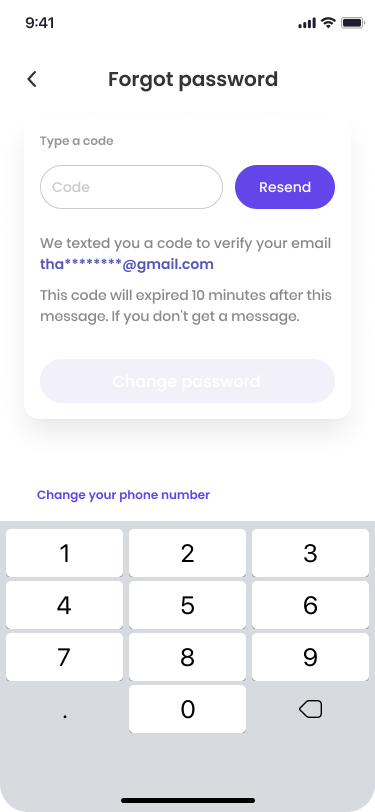 9:41
Forgot password
Type a code
Code
Resend
We texted you a code to verify your email
tha********@gmail.com
This code will expired 10 minutes after this
message. If you don't get a message.
Change password
Change your phone number
1 2 3
4 5 6
7 8 9
. 0